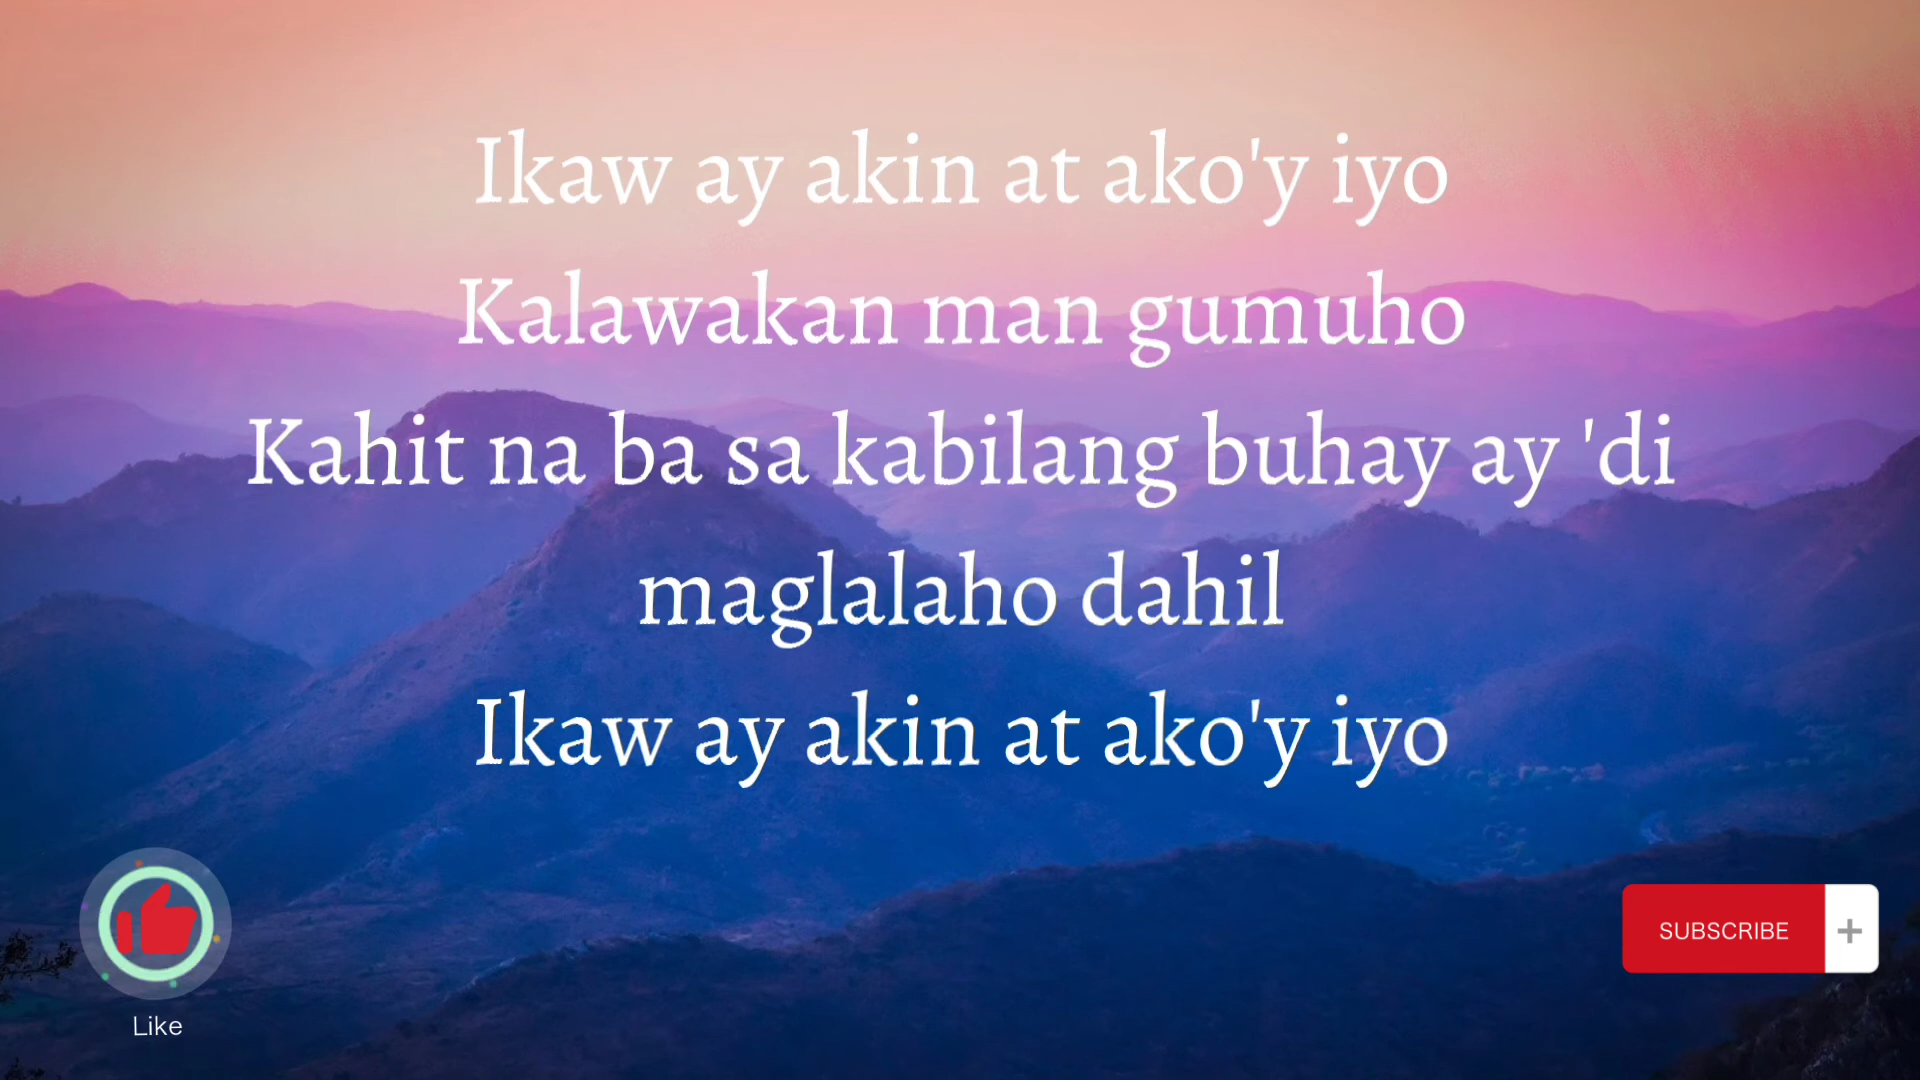 Ikaw ay akin at ako'y iyo
Kalawakan man gumuho
Kahit na ba sa kabilang buhay ay 'di
maglalaho dahil
Ikaw ay akin at ako'y iyo
SUBSCRIBE +
Like